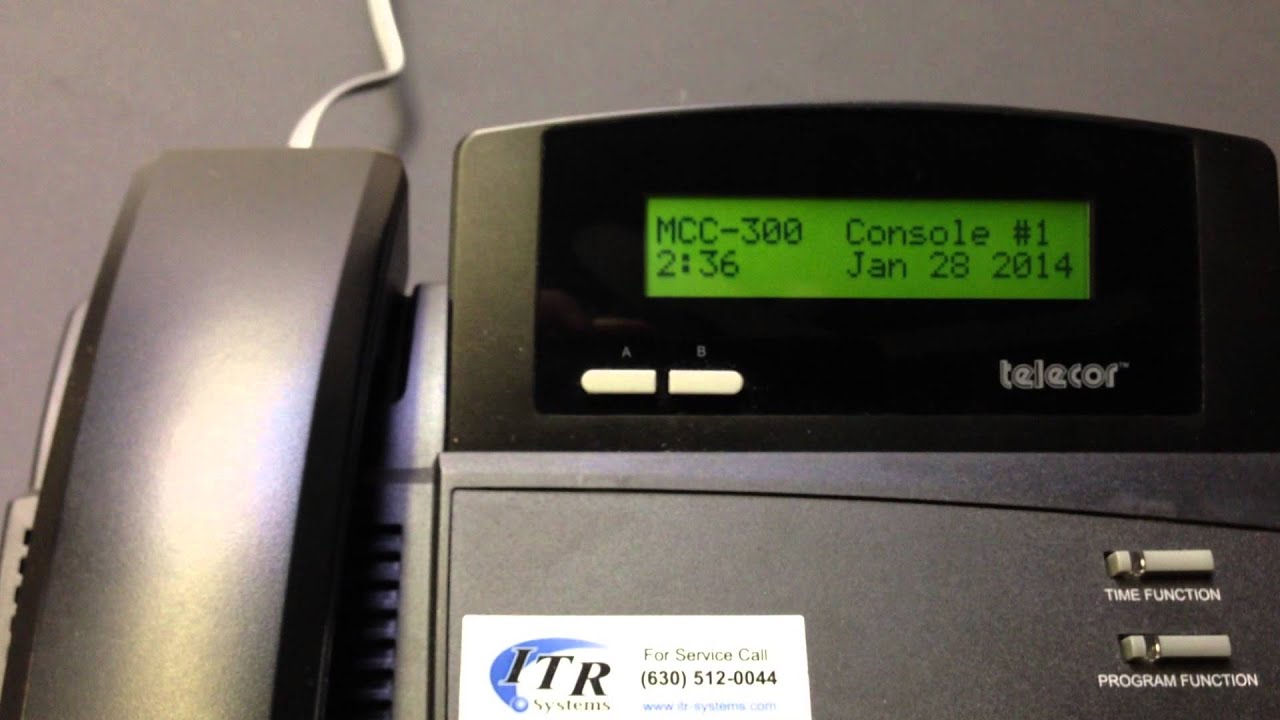 MCC-300 Console #1
2:36 Jan 28 2014
A B
telecor™
TIME FUNCTION
PROGRAM FUNCTION
ITR
Systems
For Service Call
(630) 512-0044
www.itr-systems.com